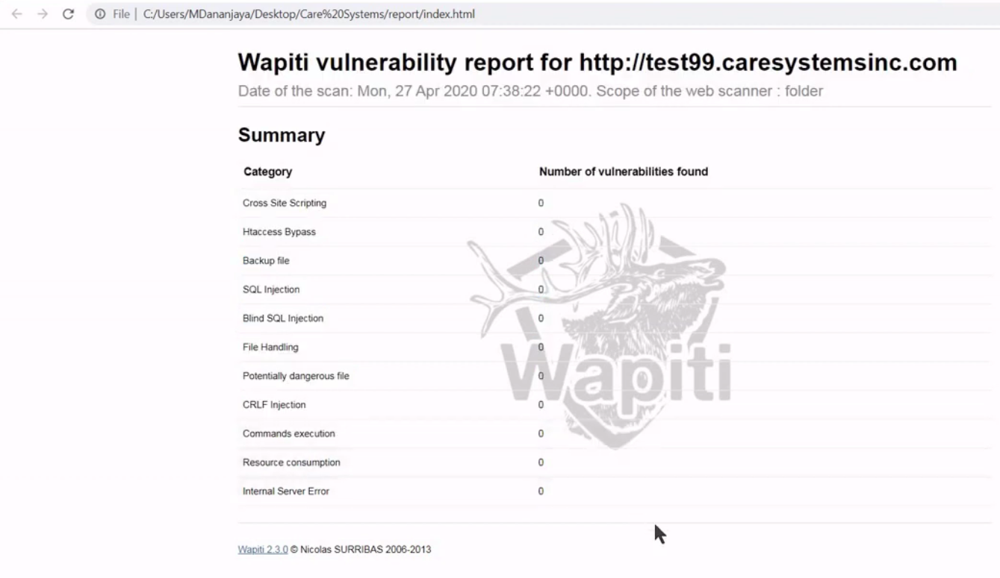 File | C:/Users/MDananjaya/Desktop/Care%20Systems/report/index.html
Wapiti vulnerability report for http://test99.caresystemsinc.com
Date of the scan: Mon, 27 Apr 2020 07:38:22 +0000. Scope of the web scanner : folder
Summary
Category Number of vulnerabilities found
Cross Site Scripting 0
Htaccess Bypass 0
Backup file 0
SQL Injection 0
Blind SQL Injection 0
File Handling 0
Potentially dangerous file 0
CRLF Injection 0
Commands execution 0
Resource consumption 0
Internal Server Error 0
Wapiti
Wapiti 2.3.0 © Nicolas SURRIBAS 2006-2013